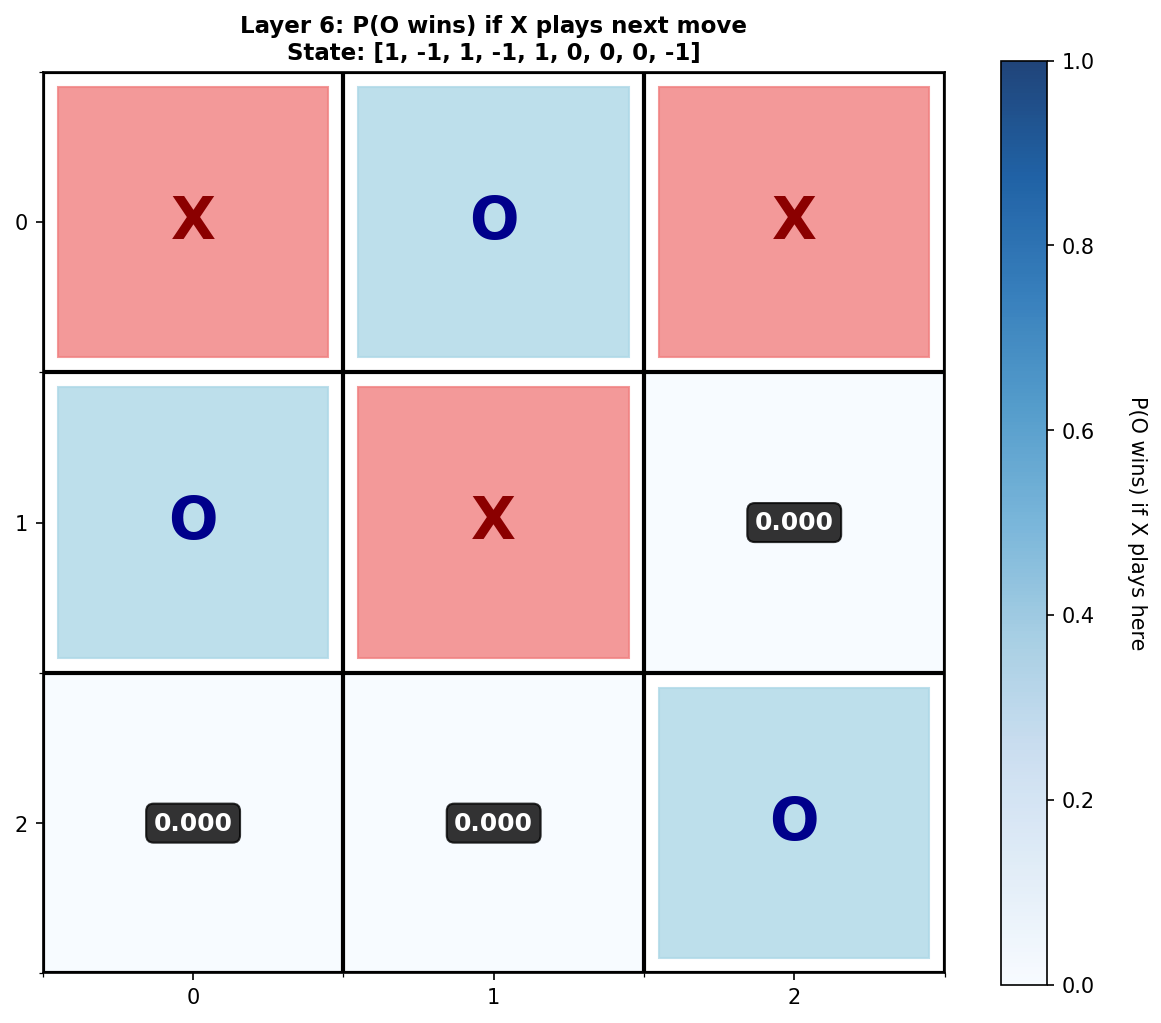 Layer 6: P(O wins) if X plays next move
State: [1, -1, 1, -1, 1, 0, 0, 0, -1]
X
O
X
O
X
0.000
0.000
0.000
O
0
1
2
0
1
2
1.0
0.8
0.6
0.4
0.2
0.0
P(O wins) if X plays here